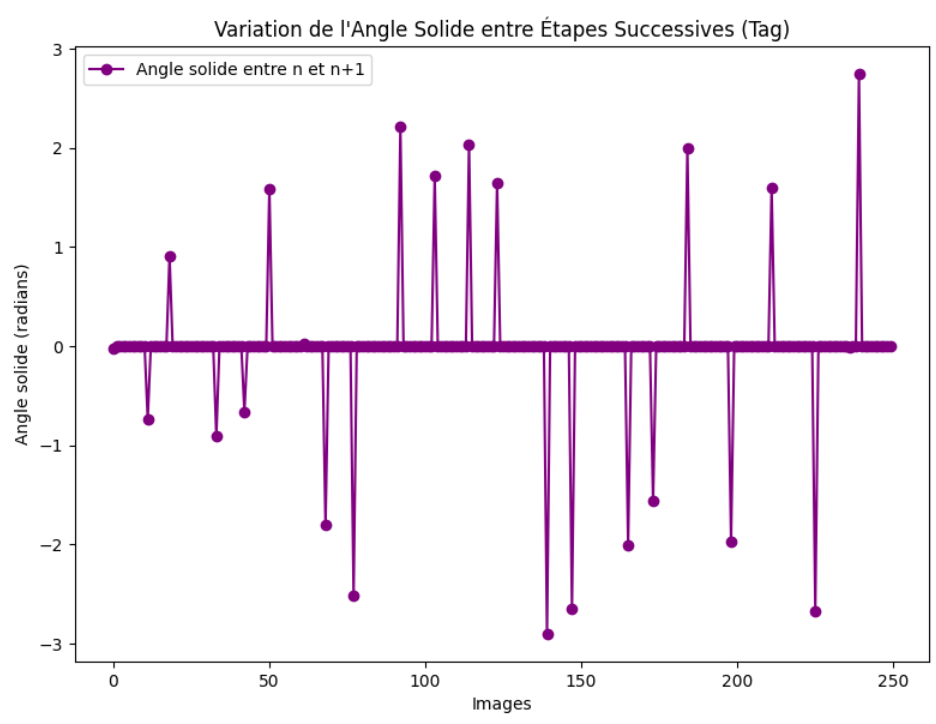 Variation de l'Angle Solide entre Étapes Successives (Tag)
Angle solide entre n et n+1
Angle solide (radians)
3
2
1
0
−1
−2
−3
0 50 100 150 200 250
Images